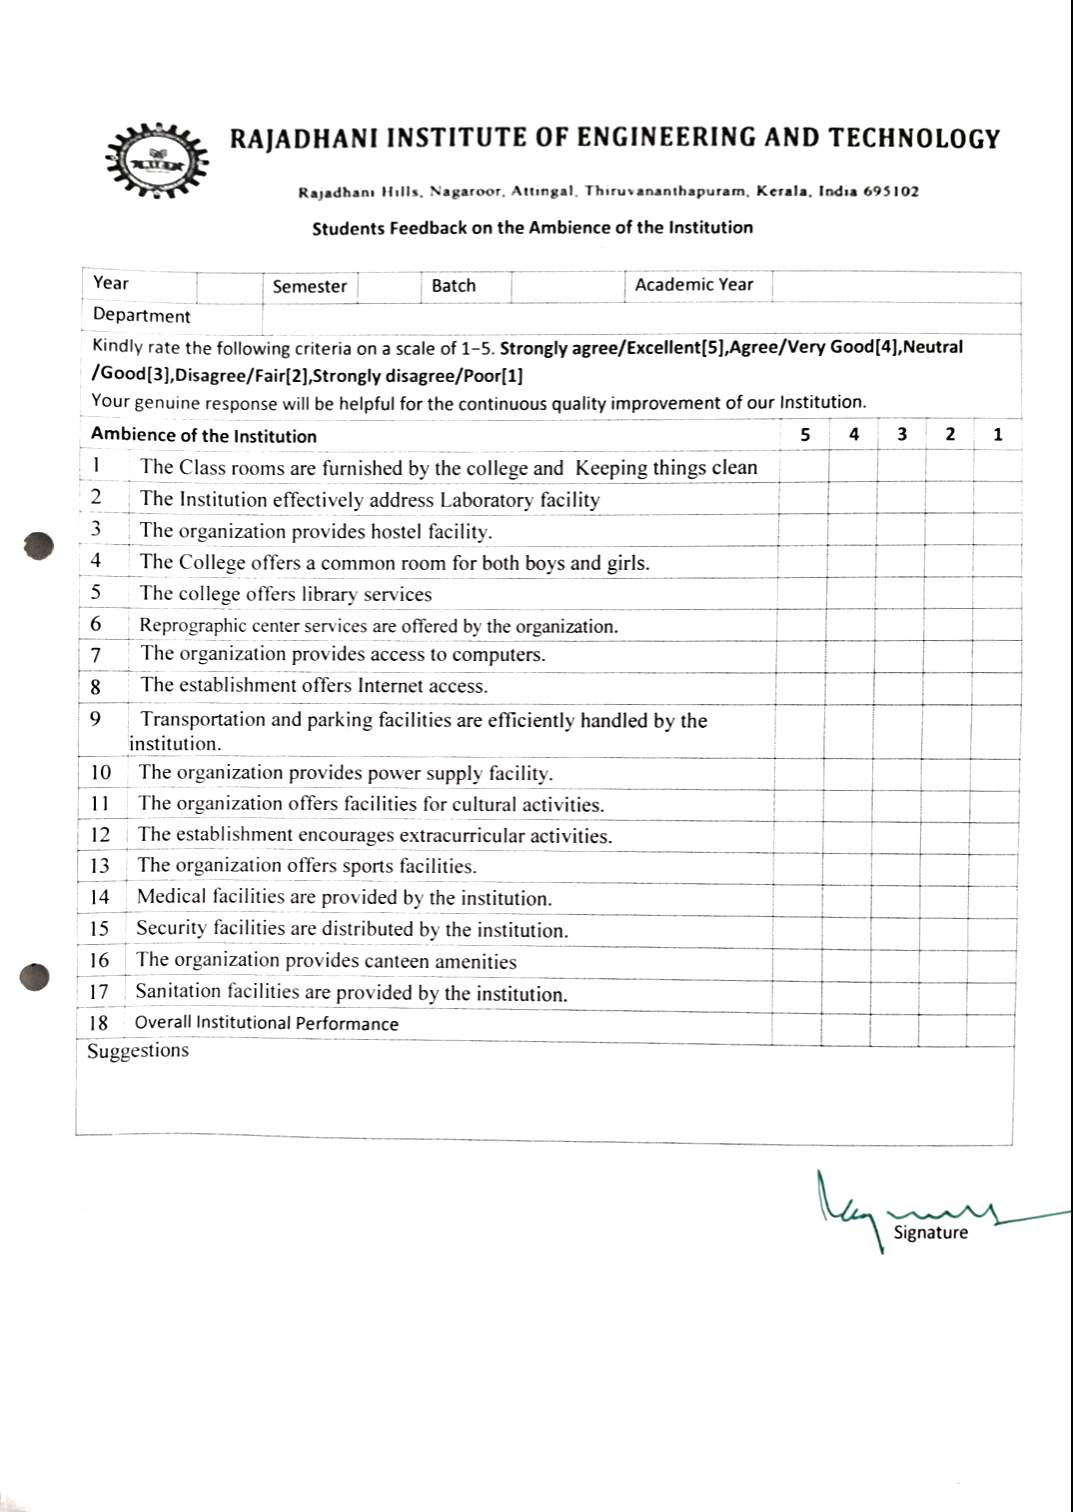 RAJADHANI INSTITUTE OF ENGINEERING AND TECHNOLOGY
Rajadhani Hills, Nagaroor, Attingal, Thiruvananthapuram, Kerala, India 695102
Students Feedback on the Ambience of the Institution
Year Semester Batch Academic Year
Department
Kindly rate the following criteria on a scale of 1–5. Strongly agree/Excellent[5],Agree/Very Good[4],Neutral
/Good[3],Disagree/Fair[2],Strongly disagree/Poor[1]
Your genuine response will be helpful for the continuous quality improvement of our Institution.
Ambience of the Institution 5 4 3 2 1
1 The Class rooms are furnished by the college and Keeping things clean
2 The Institution effectively address Laboratory facility
3 The organization provides hostel facility.
4 The College offers a common room for both boys and girls.
5 The college offers library services
6 Reprographic center services are offered by the organization.
7 The organization provides access to computers.
8 The establishment offers Internet access.
9 Transportation and parking facilities are efficiently handled by the
institution.
10 The organization provides power supply facility.
11 The organization offers facilities for cultural activities.
12 The establishment encourages extracurricular activities.
13 The organization offers sports facilities.
14 Medical facilities are provided by the institution.
15 Security facilities are distributed by the institution.
16 The organization provides canteen amenities
17 Sanitation facilities are provided by the institution.
18 Overall Institutional Performance
Suggestions
Signature